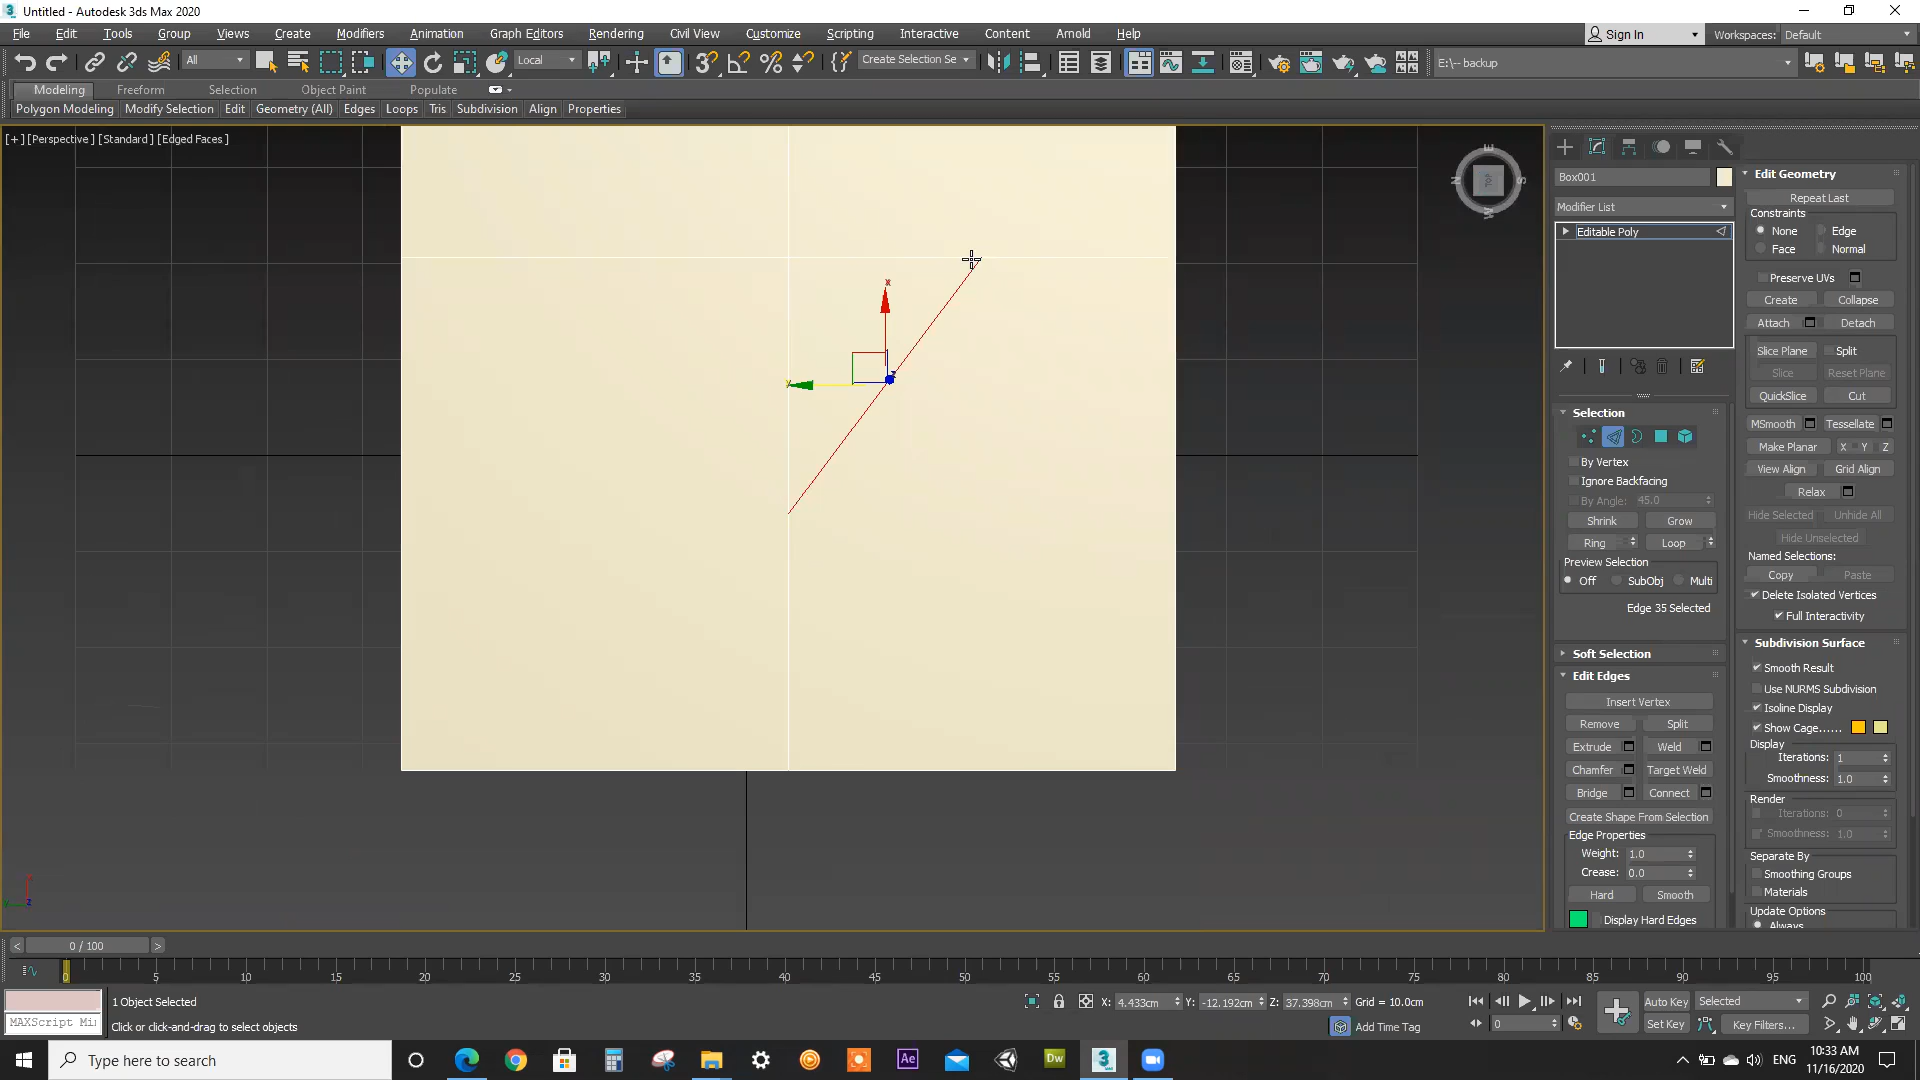 Untitled - Autodesk 3ds Max 2020
File Edit Tools Group Views Create Modifiers Animation Graph Editors Rendering Civil View Customize Scripting Interactive Content Arnold Help Sign In Workspaces: Default
All Local Create Selection Se E:\-- backup
Modeling Freeform Selection Object Paint Populate
Polygon Modeling Modify Selection Edit Geometry (All) Edges Loops Tris Subdivision Align Properties
[+] [Perspective] [Standard] [Edged Faces]
TOP
E
N
S
W
x
y
z
Box001
Modifier List
Editable Poly
Selection
By Vertex
Ignore Backfacing
By Angle: 45.0
Shrink Grow
Ring Loop
Preview Selection
Off SubObj Multi
Edge 35 Selected
Soft Selection
Edit Edges
Insert Vertex
Remove Split
Extrude Weld
Chamfer Target Weld
Bridge Connect
Create Shape From Selection
Edge Properties
Weight: 1.0
Crease: 0.0
Hard Smooth
Display Hard Edges
Edit Geometry
Repeat Last
Constraints
None Edge
Face Normal
Preserve UVs
Create Collapse
Attach Detach
Slice Plane Split
Slice Reset Plane
QuickSlice Cut
MSmooth Tessellate
Make Planar X Y Z
View Align Grid Align
Relax
Hide Selected Unhide All
Hide Unselected
Named Selections:
Copy Paste
Delete Isolated Vertices
Full Interactivity
Subdivision Surface
Smooth Result
Use NURMS Subdivision
Isoline Display
Show Cage......
Display
Iterations: 1
Smoothness: 1.0
Render
Iterations: 0
Smoothness: 1.0
Separate By
Smoothing Groups
Materials
Update Options
Always
< 0 / 100 >
0 5 10 15 20 25 30 35 40 45 50 55 60 65 70 75 80 85 90 95 100
1 Object Selected X: 4.433cm Y: -12.192cm Z: 37.398cm Grid = 10.0cm Auto Key Selected
MAXScript Mi Click or click-and-drag to select objects Add Time Tag 0 Set Key Key Filters...
Type here to search Ae Dw 3 ENG 10:33 AM
11/16/2020